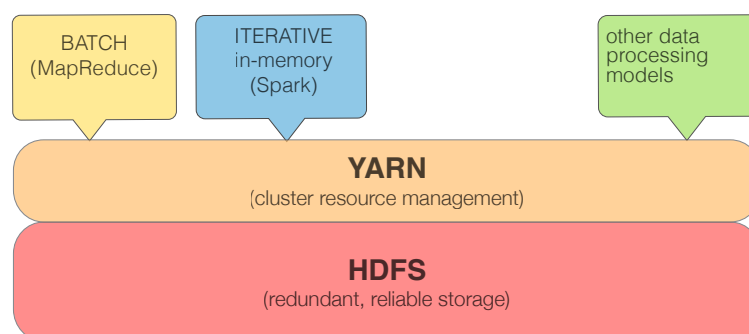 BATCH
(MapReduce)
ITERATIVE
in-memory
(Spark)
other data
processing
models
YARN
(cluster resource management)
HDFS
(redundant, reliable storage)